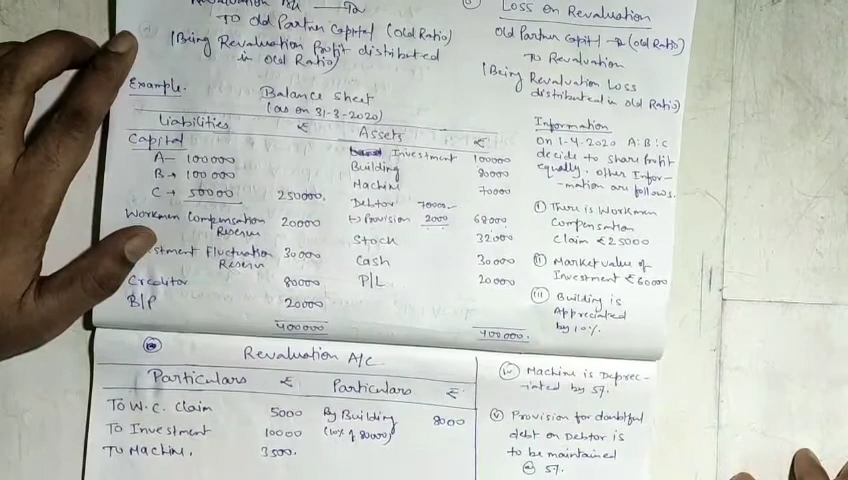 To Old Partner Capital (Old Ratio)
(Being Revaluation Profit distributed
in Old Ratio)
Loss on Revaluation
Old Partner Capitl (Old Ratio)
To Revaluation
(Being Revaluation Loss
distributed in Old Ratio)
Example.
Balance Sheet
(as on 31-3-2020)
Liabilities ₹ Assets ₹
Capital Investment 100000
A - 100000 Building 80000
B → 100000 Machine 70000
C → 50000 250000 Debtor 70000
Workmen Compensation Reserve 20000 (-) Provision 2000 68000
Stock 32000
stment Fluctuation Reserve 30000 Cash 30000
Creditor 80000 P/L 20000
B/P 20000
400000 400000
Information
On 1-4-2020 A:B:C
decide to share Profit
equally. Other Infor-
mation are follows.
(i) There is Workmen
Compensation
Claim ₹25000
(ii) Market value of
Investment ₹60000
(iii) Building is
Appreciated
by 10%.
Revaluation A/C
Particulars ₹ Particulars ₹
To W.C. Claim 5000 By Building 8000
To Investment 10000 (10% of 80000)
To Machine. 3500.
(iv) Machine is Deprec-
iated by 5%.
(v) Provision for doubtful
debt on Debtor is
to be maintained
@ 5%.